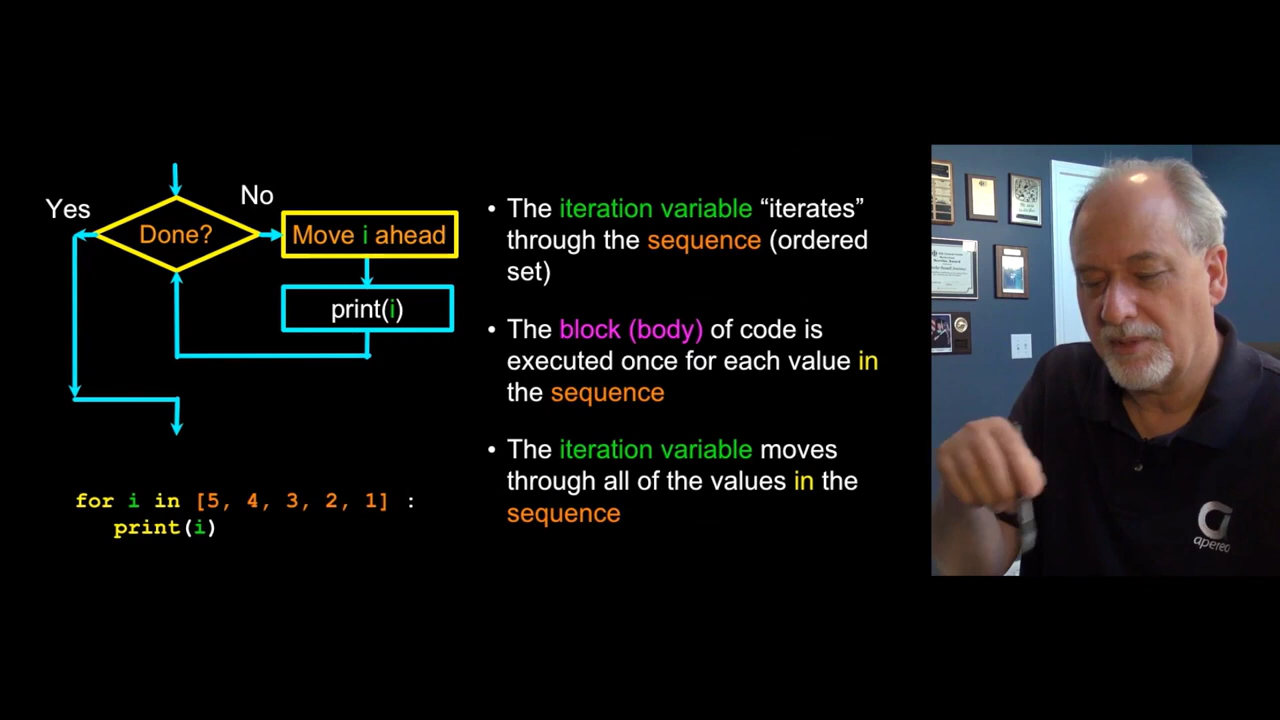 Yes
No
Done?
Move i ahead
print(i)
for i in [5, 4, 3, 2, 1] :
print(i)
• The iteration variable “iterates”
through the sequence (ordered
set)
• The block (body) of code is
executed once for each value in
the sequence
• The iteration variable moves
through all of the values in the
sequence
apereo